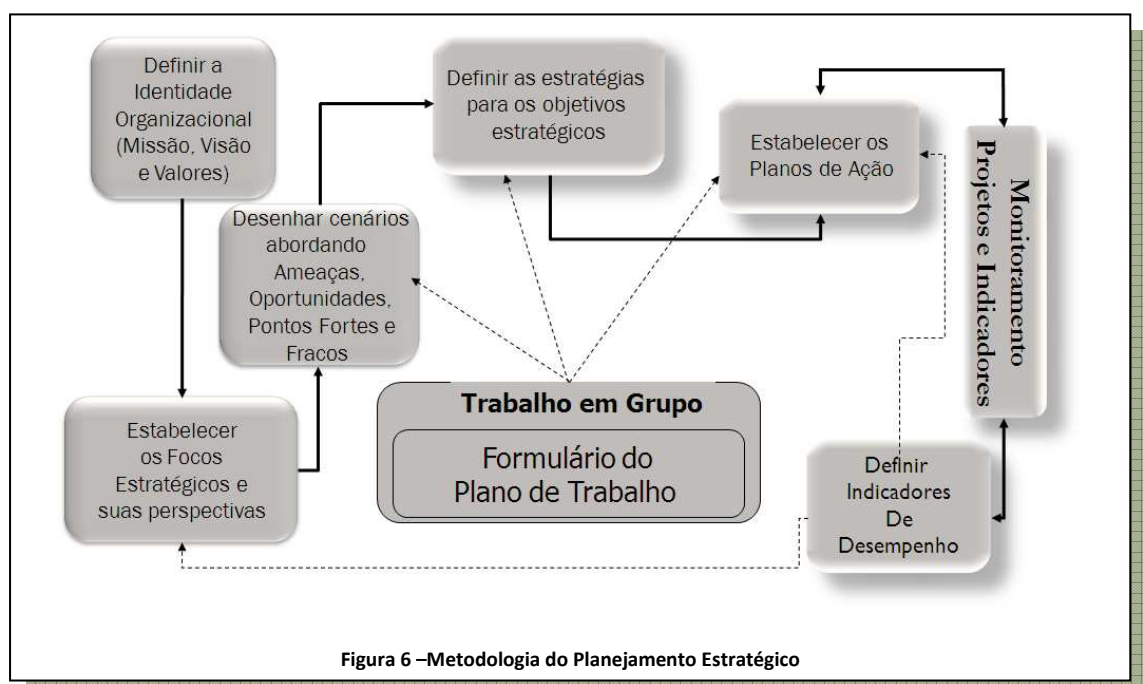 Definir a
Identidade
Organizacional
(Missão, Visão
e Valores)
Definir as estratégias
para os objetivos
estratégicos
Estabelecer os
Planos de Ação
Monitoramento
Projetos e Indicadores
Desenhar cenários
abordando
Ameaças,
Oportunidades,
Pontos Fortes e
Fracos
Trabalho em Grupo
Formulário do
Plano de Trabalho
Estabelecer
os Focos
Estratégicos e
suas perspectivas
Definir
Indicadores
De
Desempenho
Figura 6 –Metodologia do Planejamento Estratégico